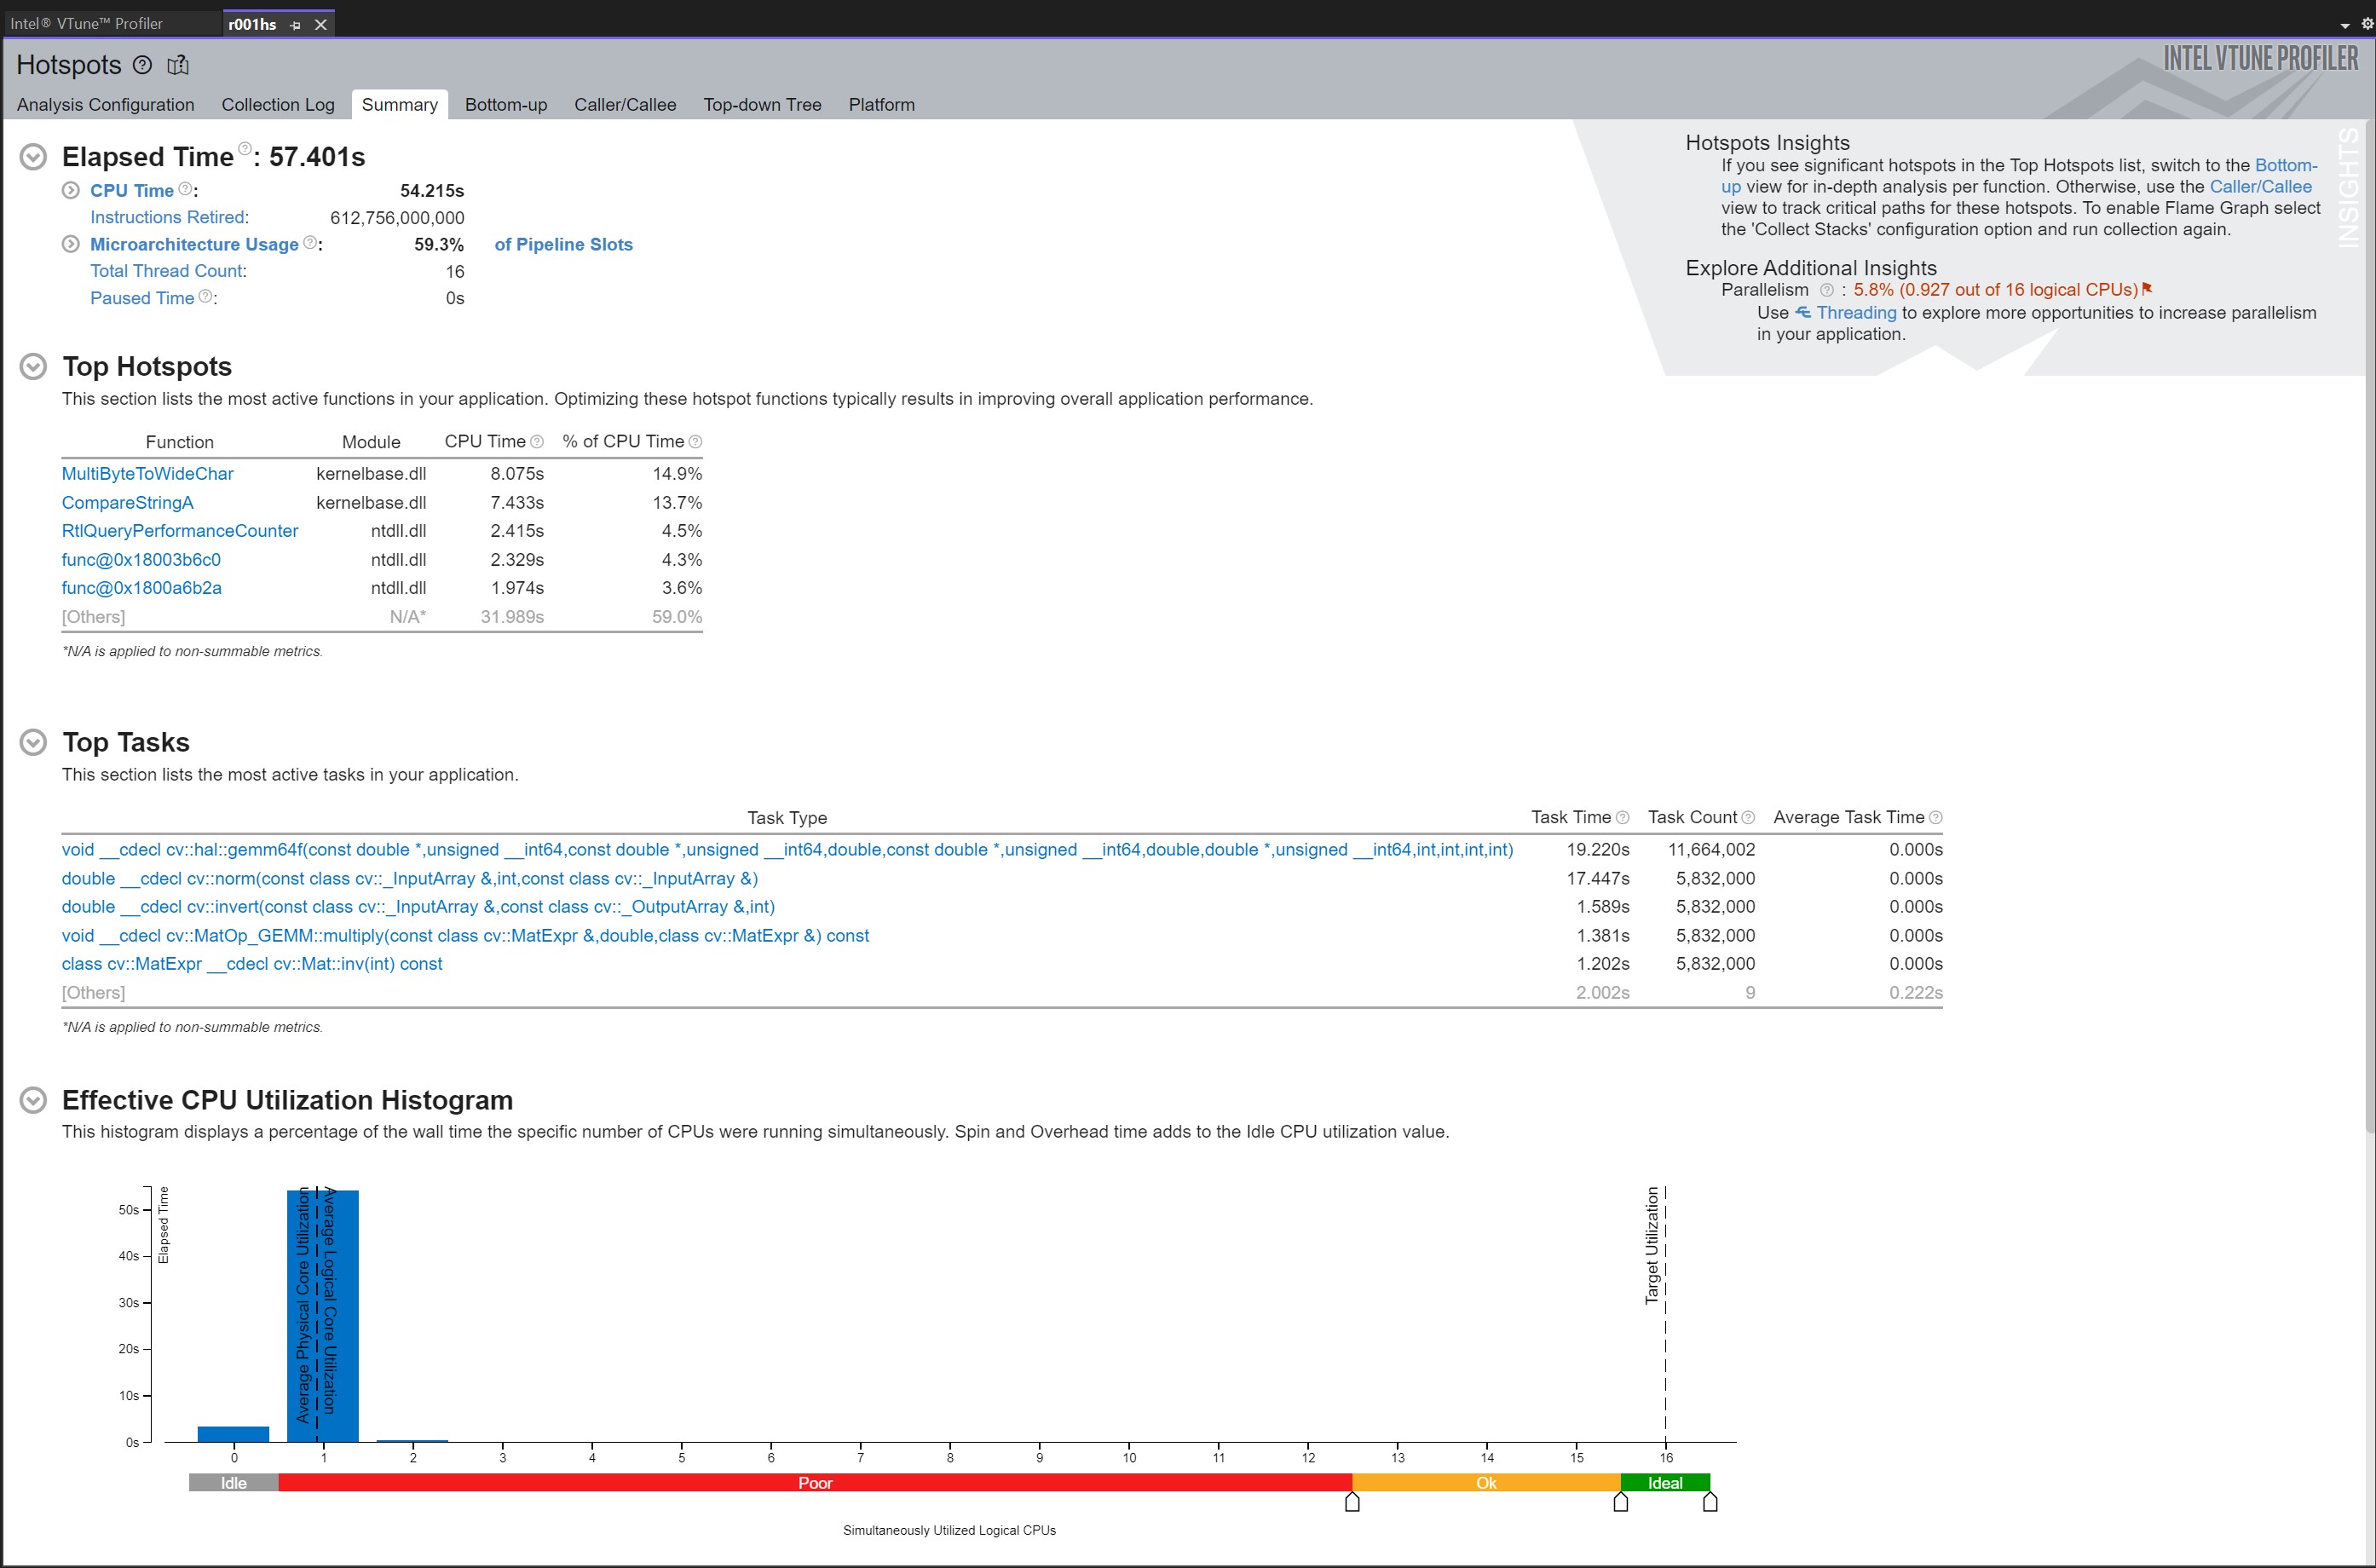 Intel® VTune™ Profiler
r001hs
Hotspots
INTEL VTUNE PROFILER
Analysis Configuration Collection Log Summary Bottom-up Caller/Callee Top-down Tree Platform
Elapsed Time : 57.401s
CPU Time : 54.215s
Instructions Retired: 612,756,000,000
Microarchitecture Usage : 59.3% of Pipeline Slots
Total Thread Count: 16
Paused Time : 0s
Hotspots Insights
If you see significant hotspots in the Top Hotspots list, switch to the Bottom-
up view for in-depth analysis per function. Otherwise, use the Caller/Callee
view to track critical paths for these hotspots. To enable Flame Graph select
the 'Collect Stacks' configuration option and run collection again.
Explore Additional Insights
Parallelism : 5.8% (0.927 out of 16 logical CPUs)
Use Threading to explore more opportunities to increase parallelism
in your application.
INSIGHTS
Top Hotspots
This section lists the most active functions in your application. Optimizing these hotspot functions typically results in improving overall application performance.
Function Module CPU Time % of CPU Time
MultiByteToWideChar kernelbase.dll 8.075s 14.9%
CompareStringA kernelbase.dll 7.433s 13.7%
RtlQueryPerformanceCounter ntdll.dll 2.415s 4.5%
func@0x18003b6c0 ntdll.dll 2.329s 4.3%
func@0x1800a6b2a ntdll.dll 1.974s 3.6%
[Others] N/A* 31.989s 59.0%
*N/A is applied to non-summable metrics.
Top Tasks
This section lists the most active tasks in your application.
Task Type Task Time Task Count Average Task Time
void __cdecl cv::hal::gemm64f(const double *,unsigned __int64,const double *,unsigned __int64,double,const double *,unsigned __int64,double,double *,unsigned __int64,int,int,int,int) 19.220s 11,664,002 0.000s
double __cdecl cv::norm(const class cv::_InputArray &,int,const class cv::_InputArray &) 17.447s 5,832,000 0.000s
double __cdecl cv::invert(const class cv::_InputArray &,const class cv::_OutputArray &,int) 1.589s 5,832,000 0.000s
void __cdecl cv::MatOp_GEMM::multiply(const class cv::MatExpr &,double,class cv::MatExpr &) const 1.381s 5,832,000 0.000s
class cv::MatExpr __cdecl cv::Mat::inv(int) const 1.202s 5,832,000 0.000s
[Others] 2.002s 9 0.222s
*N/A is applied to non-summable metrics.
Effective CPU Utilization Histogram
This histogram displays a percentage of the wall time the specific number of CPUs were running simultaneously. Spin and Overhead time adds to the Idle CPU utilization value.
Elapsed Time
50s
40s
30s
20s
10s
0s
Average Physical Core Utilization
Average Logical Core Utilization
Target Utilization
0 1 2 3 4 5 6 7 8 9 10 11 12 13 14 15 16
Idle Poor Ok Ideal
Simultaneously Utilized Logical CPUs